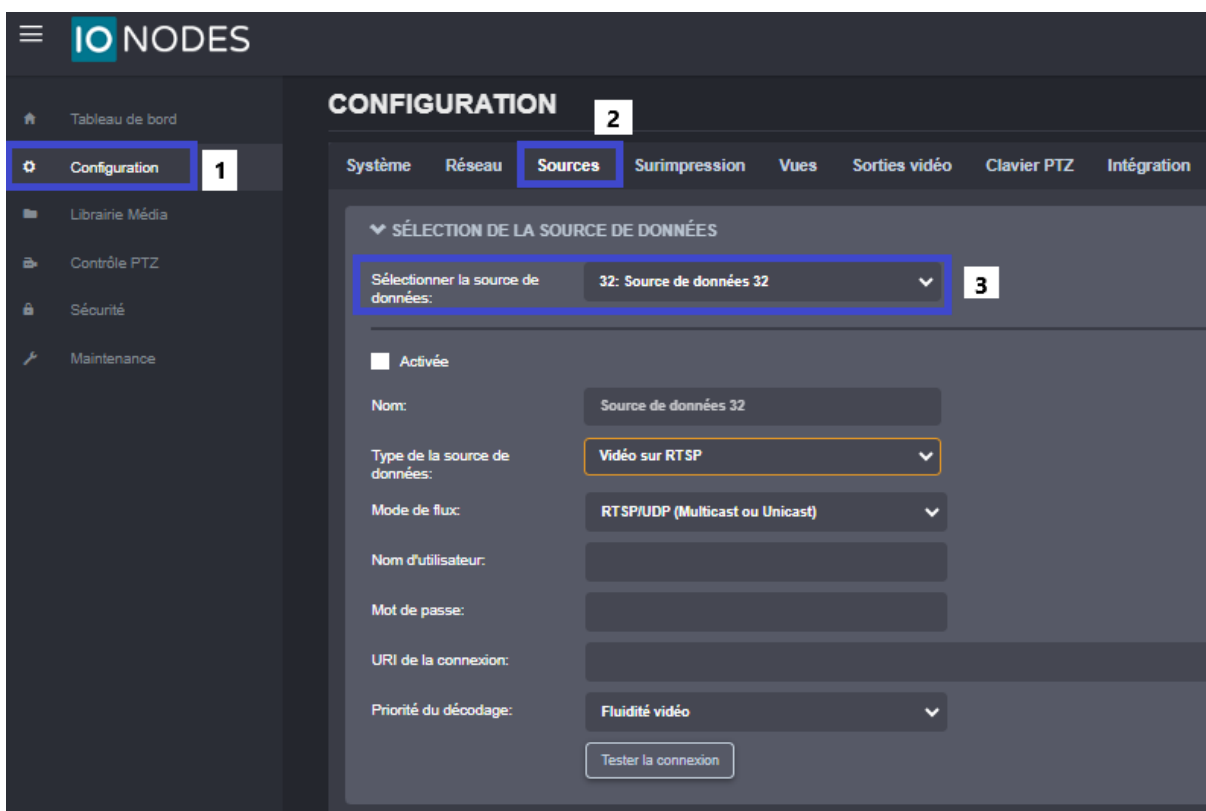 IO NODES
Tableau de bord
Configuration
1
Librairie Média
Contrôle PTZ
Sécurité
Maintenance
CONFIGURATION
2
Système Réseau Sources Surimpression Vues Sorties vidéo Clavier PTZ Intégration
SÉLECTION DE LA SOURCE DE DONNÉES
Sélectionner la source de
données:
32: Source de données 32
3
Activée
Nom:
Source de données 32
Type de la source de
données:
Vidéo sur RTSP
Mode de flux:
RTSP/UDP (Multicast ou Unicast)
Nom d'utilisateur:
Mot de passe:
URI de la connexion:
Priorité du décodage:
Fluidité vidéo
Tester la connexion